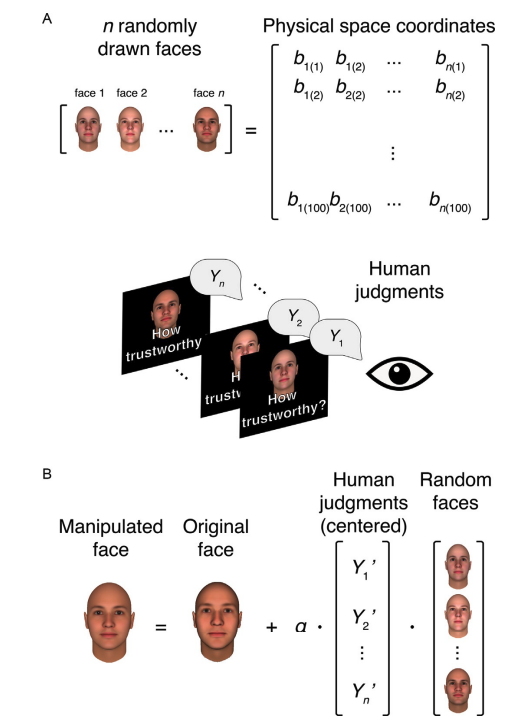 A
n randomly
drawn faces
Physical space coordinates
face 1 face 2 face n
...
=
b1(1) b1(2) ... bn(1)
b1(2) b2(2) ... bn(2)
⋮
b1(100) b2(100) ... bn(100)
Human
judgments
Yn
...
Y2
Y1
How
trustworthy
...
H
trustw
How
trustworthy?
B
Human
judgments
(centered)
Random
faces
Manipulated
face
Original
face
= + α · ·
Y1’
Y2’
⋮
Yn’
⋮